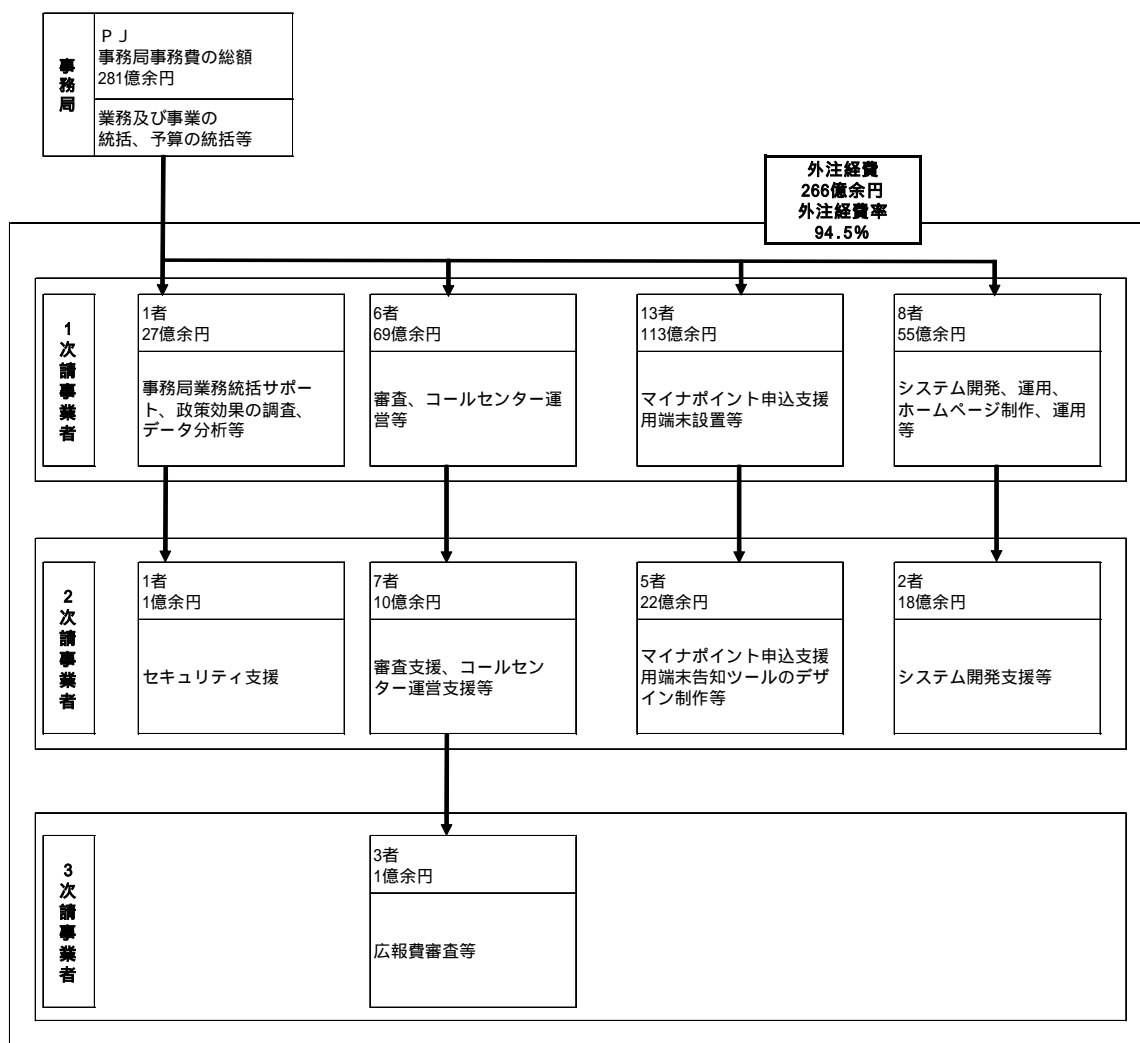 事務局
ＰＪ
事務局事務費の総額
281億余円
業務及び事業の
統括、予算の統括等
外注経費
266億余円
外注経費率
94.5%
1次請事業者
1者
27億余円
事務局業務統括サポー
ト、政策効果の調査、
データ分析等
6者
69億余円
審査、コールセンター運
営等
13者
113億余円
マイナポイント申込支援
用端末設置等
8者
55億余円
システム開発、運用、
ホームページ制作、運用
等
2次請事業者
1者
1億余円
セキュリティ支援
7者
10億余円
審査支援、コールセン
ター運営支援等
5者
22億余円
マイナポイント申込支援
用端末告知ツールのデザ
イン制作等
2者
18億余円
システム開発支援等
3次請事業者
3者
1億余円
広報費審査等